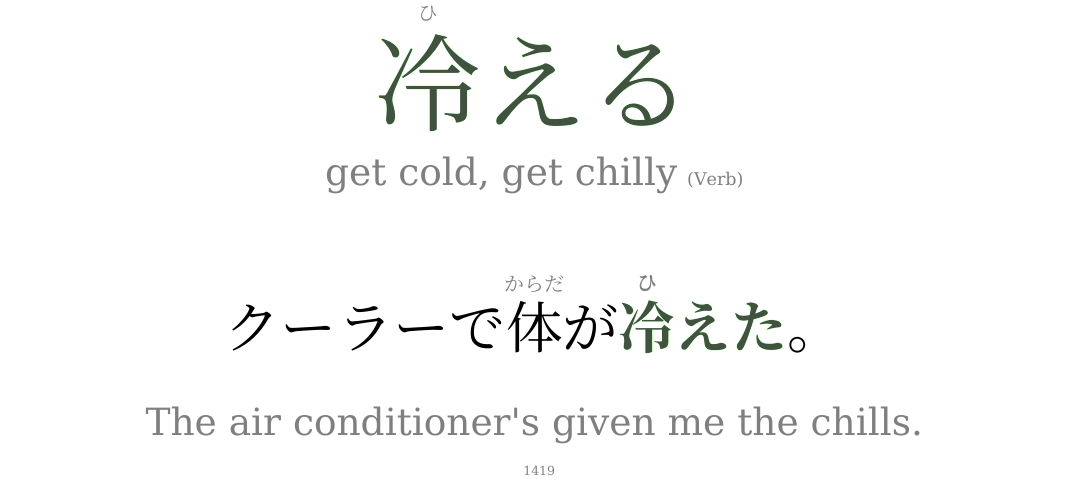 ひ
冷える
get cold, get chilly (Verb)
からだ ひ
クーラーで体が冷えた。
The air conditioner's given me the chills.
1419